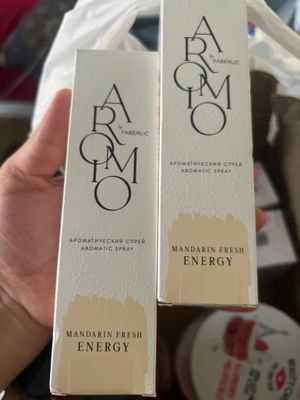 AROMO
by FABERLIC
АРОМАТИЧЕСКИЙ СПРЕЙ
AROMATIC SPRAY
MANDARIN FRESH
ENERGY
AROMO
by FABERLIC
АРОМАТИЧЕСКИЙ СПРЕЙ
AROMATIC SPRAY
MANDARIN FRESH
ENERGY